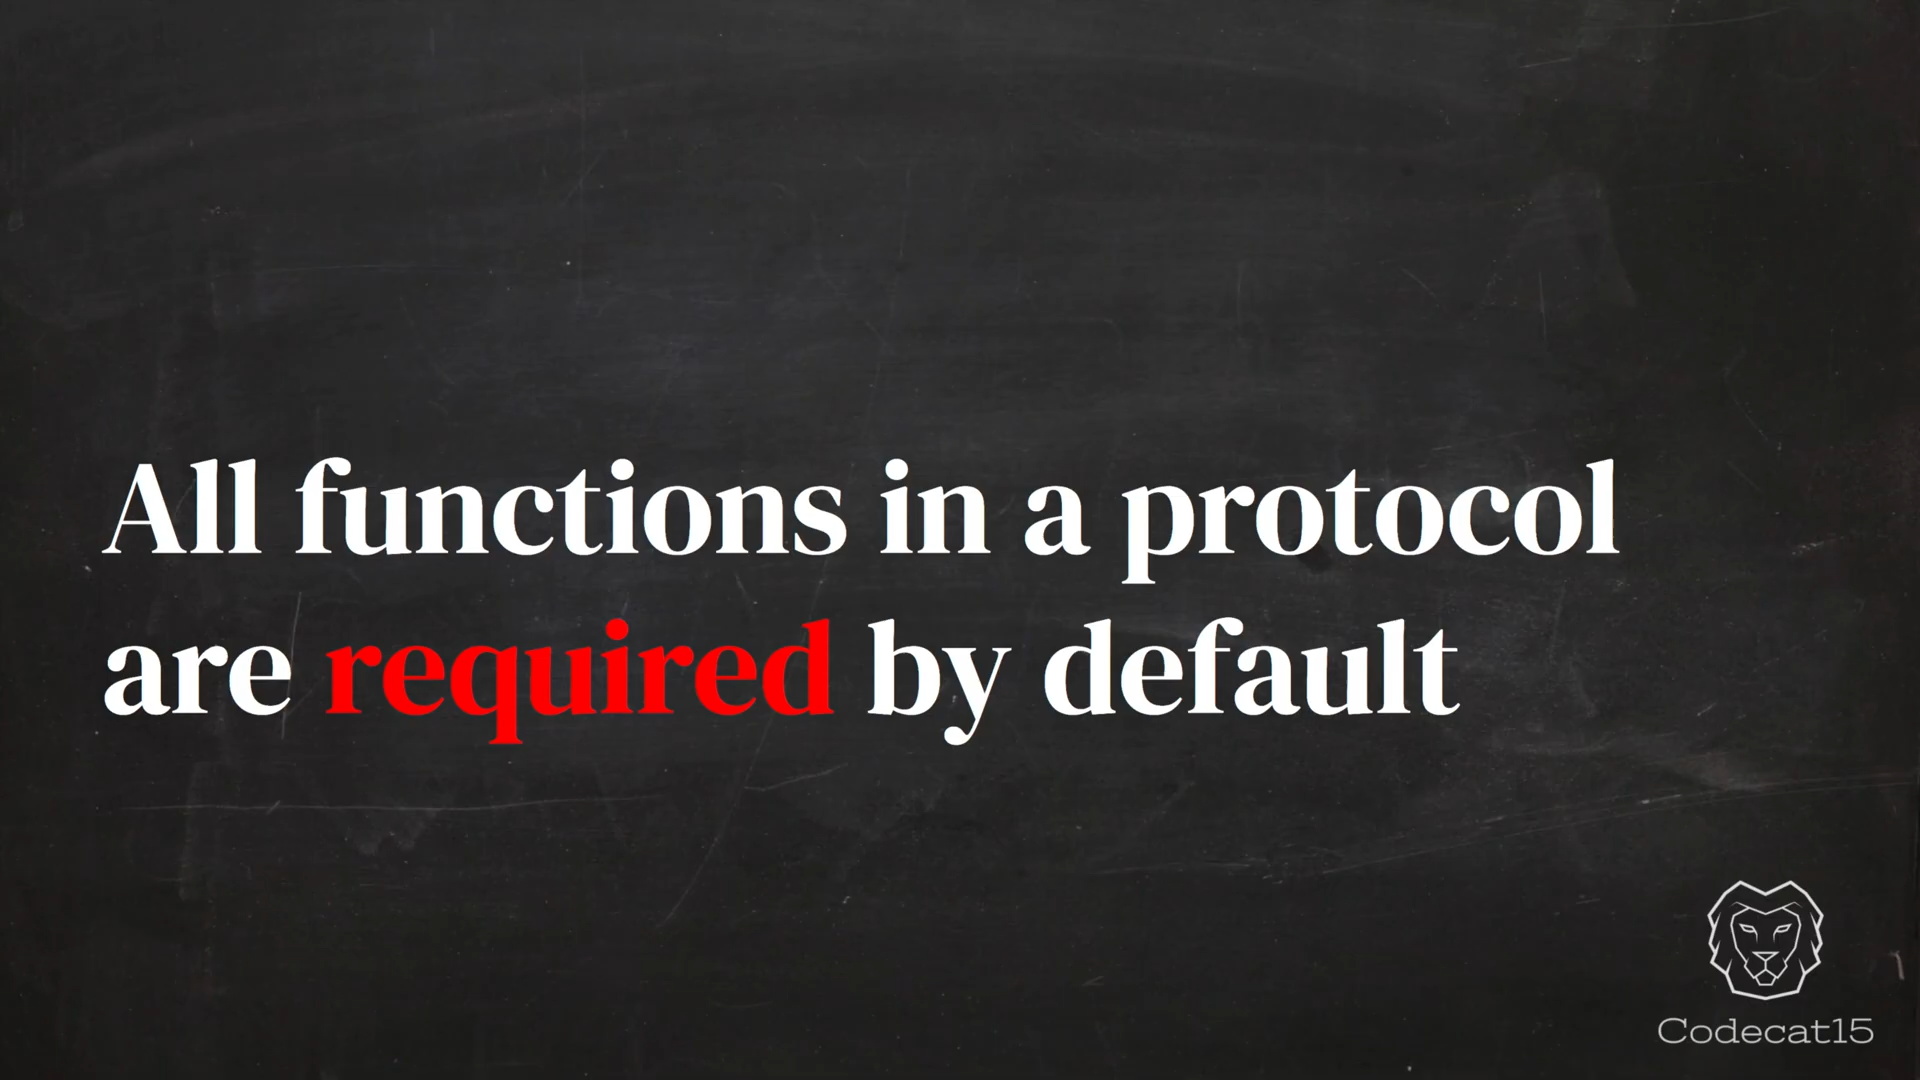 All functions in a protocol
are required by default
Codecat15